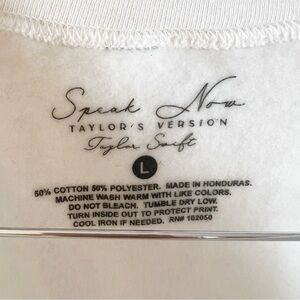 Speak Now
TAYLOR'S VERSION
Taylor Swift
L
50% COTTON 50% POLYESTER. MADE IN HONDURAS.
MACHINE WASH WARM WITH LIKE COLORS.
DO NOT BLEACH. TUMBLE DRY LOW.
TURN INSIDE OUT TO PROTECT PRINT.
COOL IRON IF NEEDED. RN# 102050